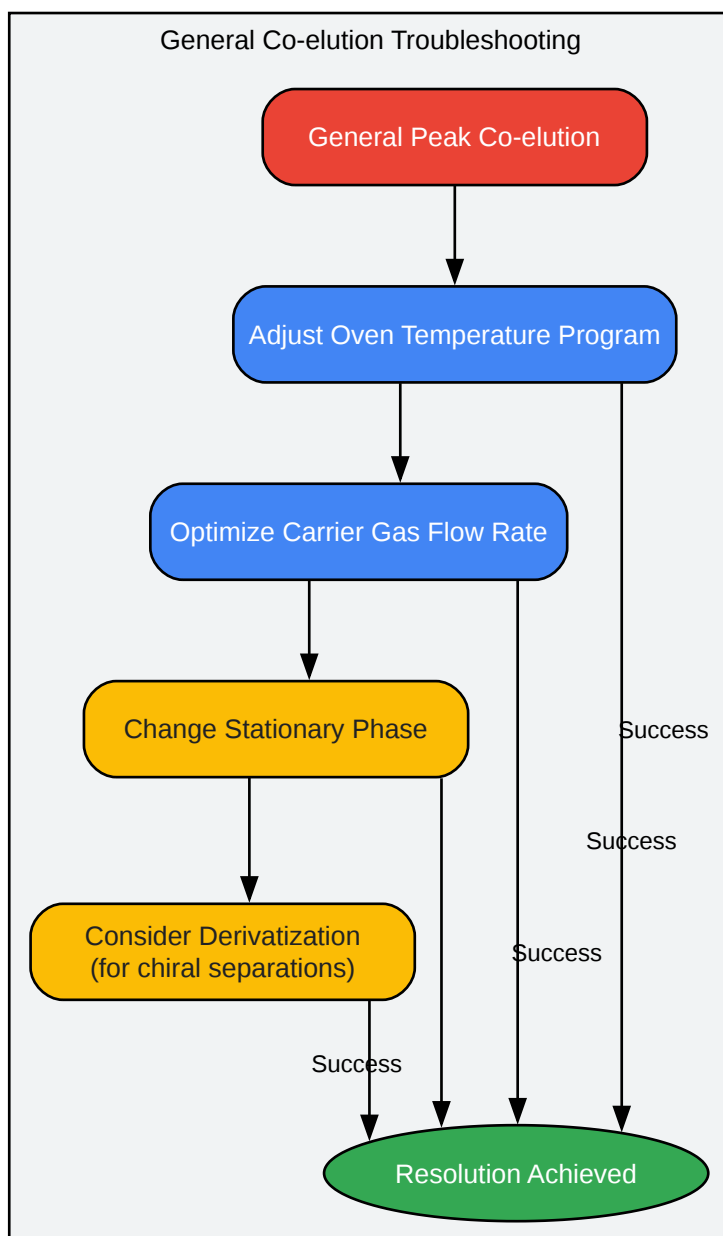 General Co-elution Troubleshooting
General Peak Co-elution
Adjust Oven Temperature Program
Optimize Carrier Gas Flow Rate
Change Stationary Phase
Success
Success
Consider Derivatization
(for chiral separations)
Success
Success
Resolution Achieved